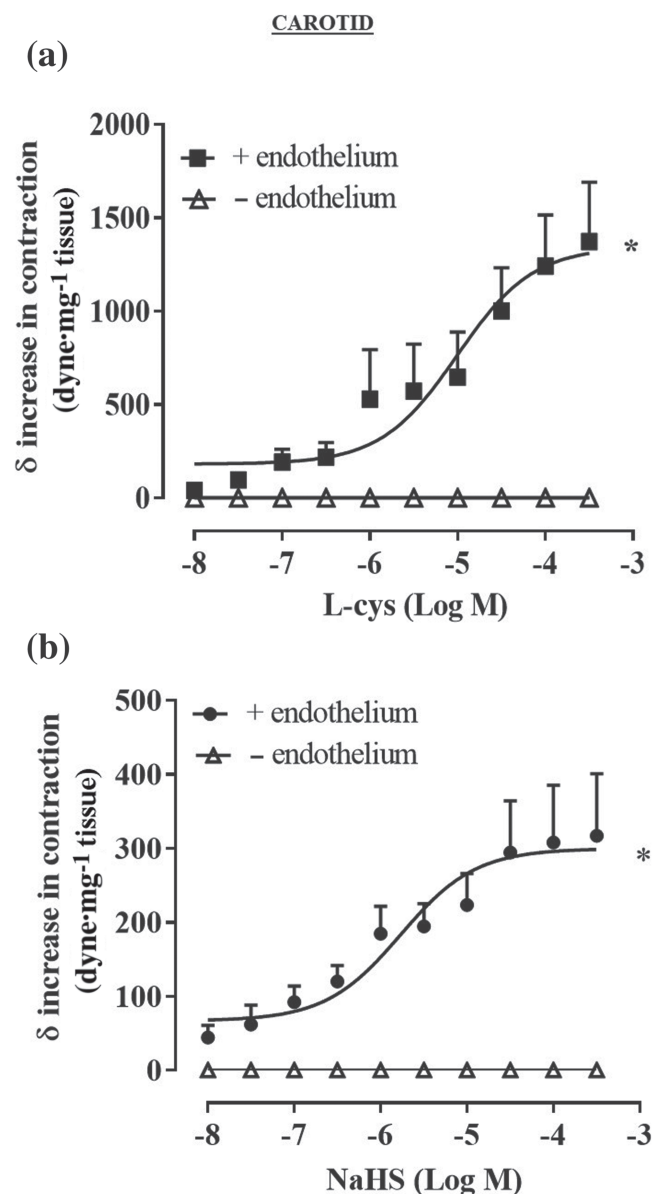 CAROTID
(a)
δ increase in contraction
(dyne·mg⁻¹ tissue)
2000
1500
1000
500
0
+ endothelium
– endothelium
*
-8 -7 -6 -5 -4 -3
L-cys (Log M)
(b)
δ increase in contraction
(dyne·mg⁻¹ tissue)
500
400
300
200
100
0
+ endothelium
– endothelium
*
-8 -7 -6 -5 -4 -3
NaHS (Log M)